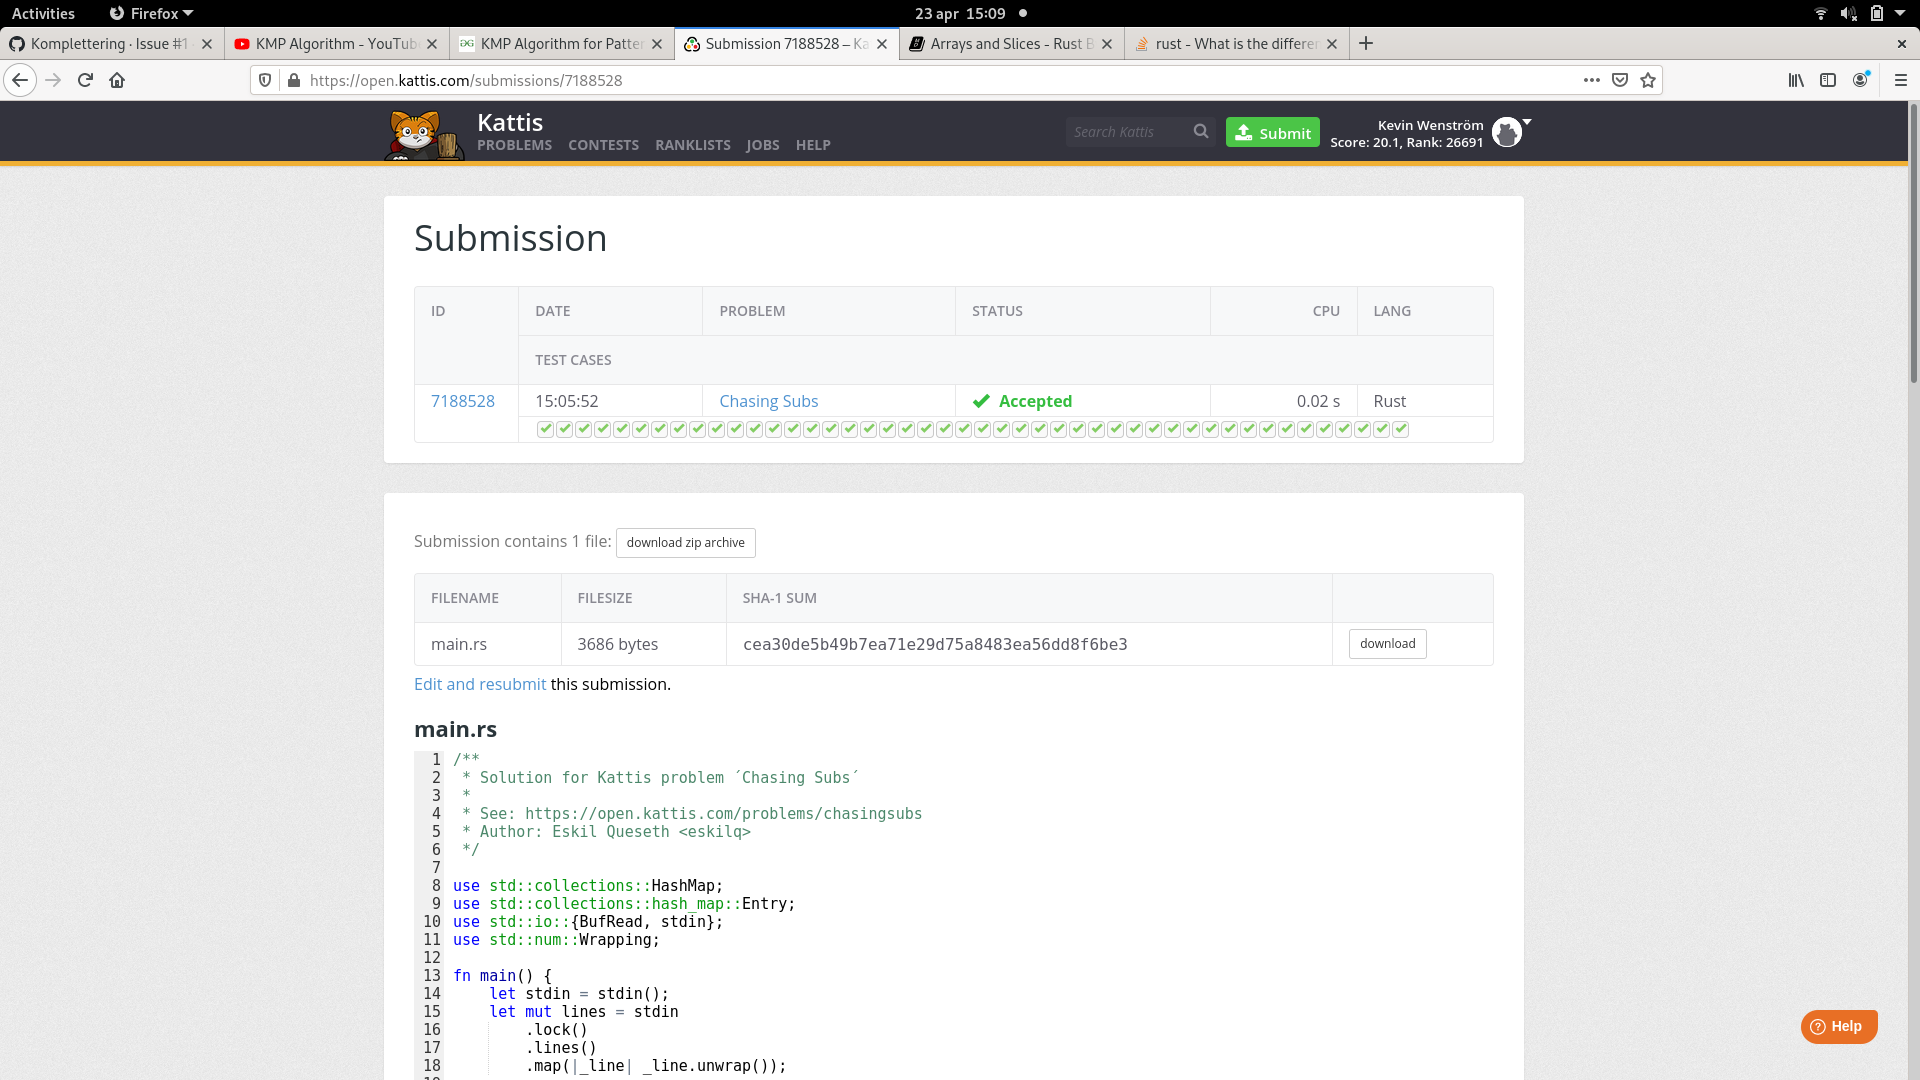 Activities Firefox 23 apr 15:09
Komplettering · Issue #1 KMP Algorithm - YouTub KMP Algorithm for Patter Submission 7188528 – Ka Arrays and Slices - Rust B rust - What is the differen
https://open.kattis.com/submissions/7188528
Kattis
PROBLEMS CONTESTS RANKLISTS JOBS HELP
Search Kattis
Submit
Kevin Wenström
Score: 20.1, Rank: 26691
Submission
ID DATE PROBLEM STATUS CPU LANG
TEST CASES
7188528 15:05:52 Chasing Subs Accepted 0.02 s Rust
Submission contains 1 file: download zip archive
FILENAME FILESIZE SHA-1 SUM
main.rs 3686 bytes cea30de5b49b7ea71e29d75a8483ea56dd8f6be3 download
Edit and resubmit this submission.
main.rs
1 /**
2 * Solution for Kattis problem ´Chasing Subs´
3 *
4 * See: https://open.kattis.com/problems/chasingsubs
5 * Author: Eskil Queseth <eskilq>
6 */
7
8 use std::collections::HashMap;
9 use std::collections::hash_map::Entry;
10 use std::io::{BufRead, stdin};
11 use std::num::Wrapping;
12
13 fn main() {
14 let stdin = stdin();
15 let mut lines = stdin
16 .lock()
17 .lines()
18 .map(|_line| _line.unwrap());
Help